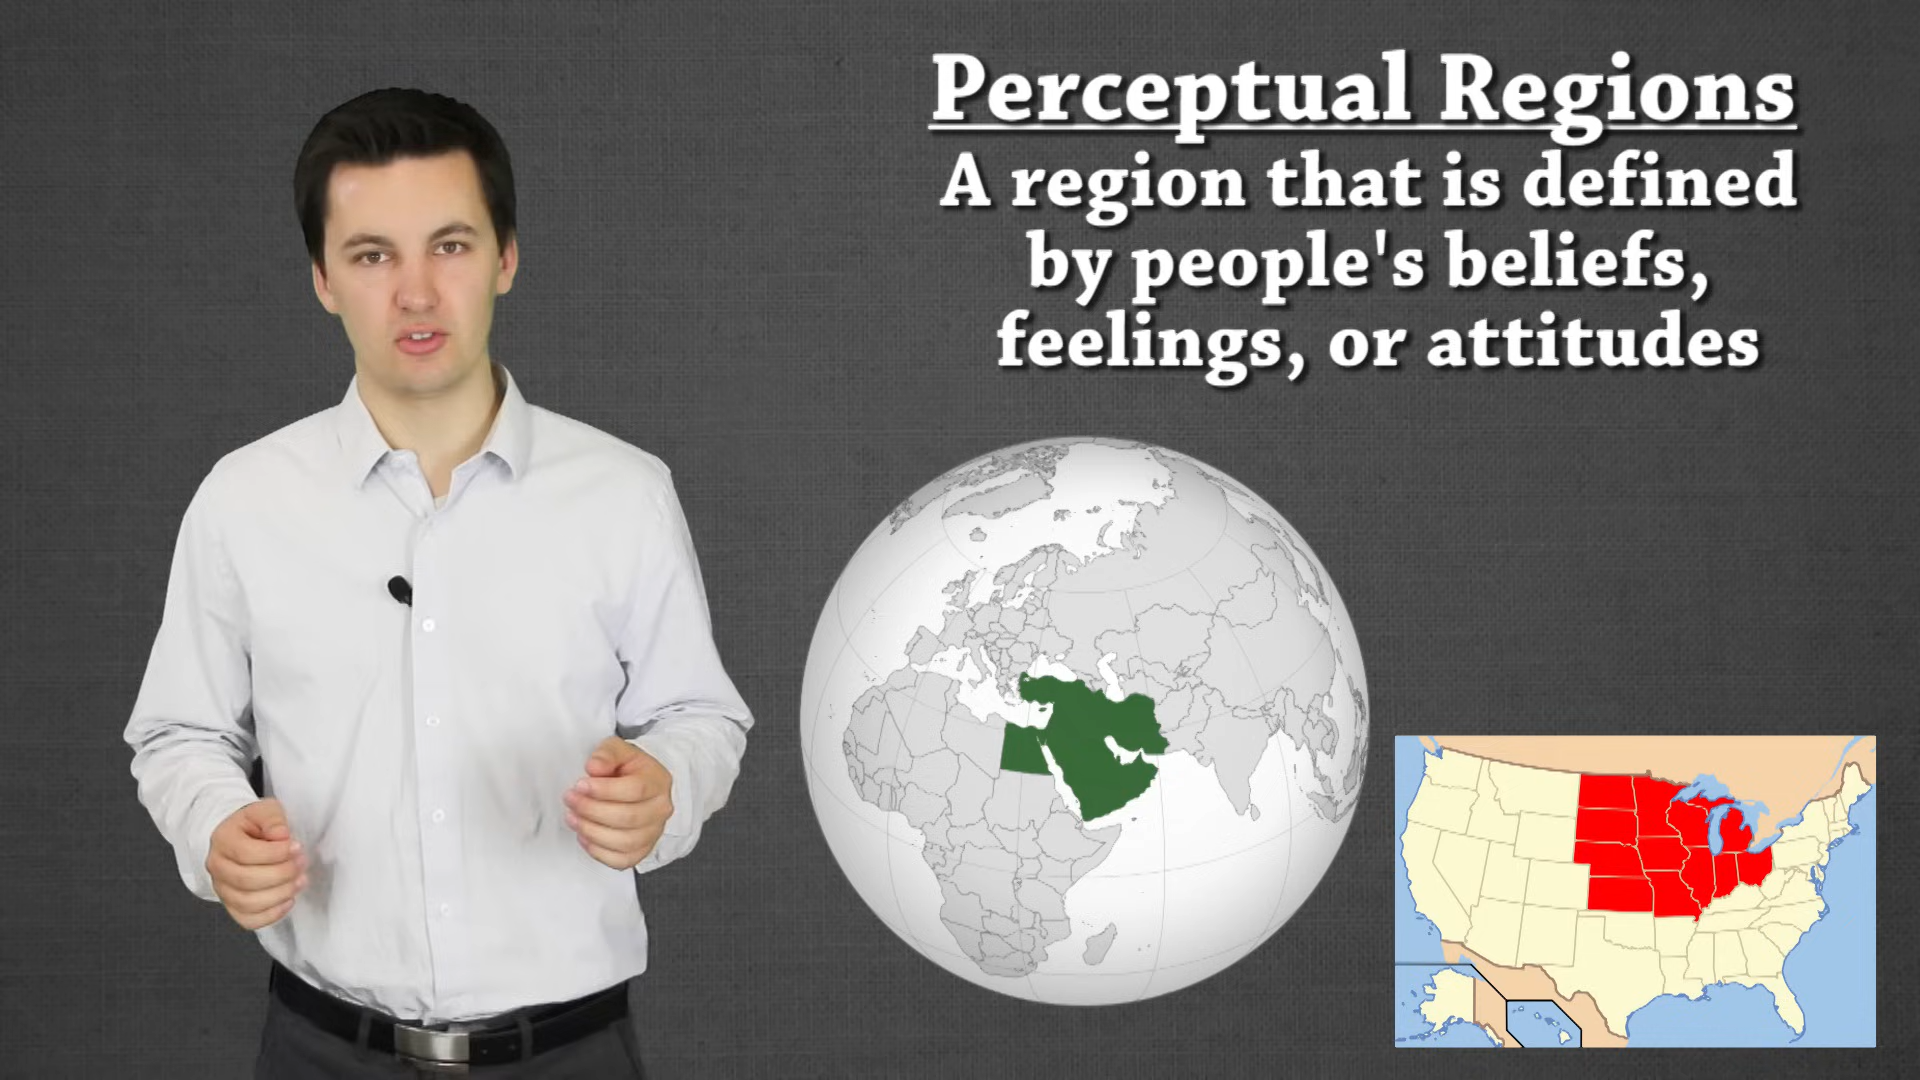 Perceptual Regions
A region that is defined
by people's beliefs,
feelings, or attitudes